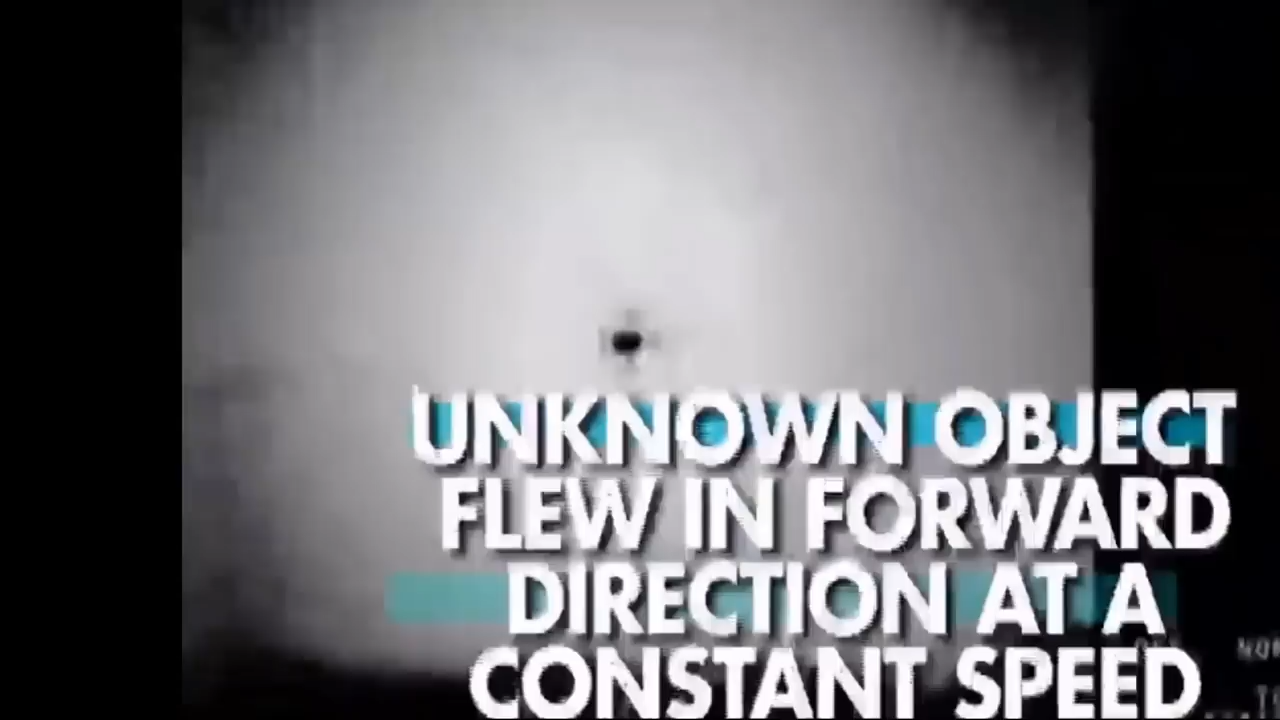 UNKNOWN OBJECT
FLEW IN FORWARD
DIRECTION AT A
CONSTANT SPEED